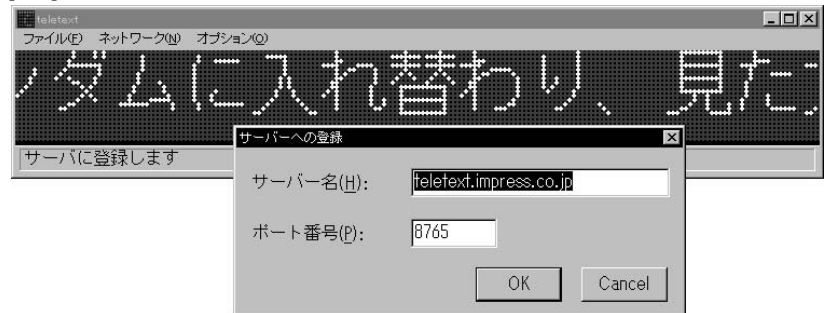 teletext
ファイル(F) ネットワーク(N) オプション(O)
ンダムに入れ替わり、見た
サーバに登録します
サーバーへの登録
サーバー名(H): teletext.impress.co.jp
ポート番号(P): 8765
OK Cancel